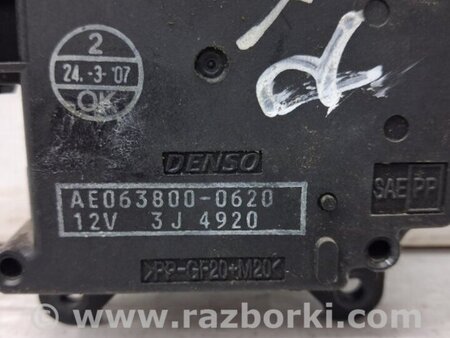 2
24.-3-'07
OK
DENSO
AE063800-0620
12V 3J 4920
SAE PP
>PP-GF20+M20<
www.razborki.com